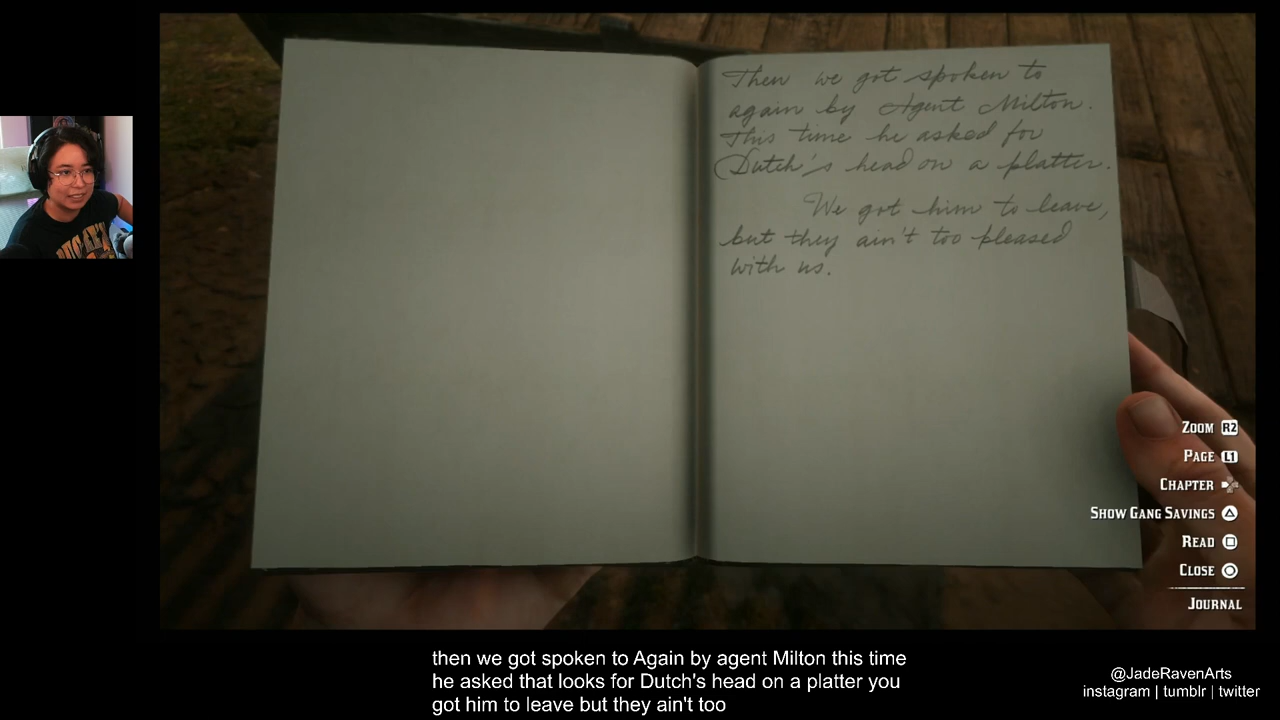 Then we got spoken to
again by Agent Milton.
This time he asked for
Dutch's head on a platter.
We got him to leave,
but they ain't too pleased
with us.
ZOOM R2
PAGE L1
CHAPTER
SHOW GANG SAVINGS
READ
CLOSE
JOURNAL
then we got spoken to Again by agent Milton this time
he asked that looks for Dutch's head on a platter you
got him to leave but they ain't too
@JadeRavenArts
instagram | tumblr | twitter